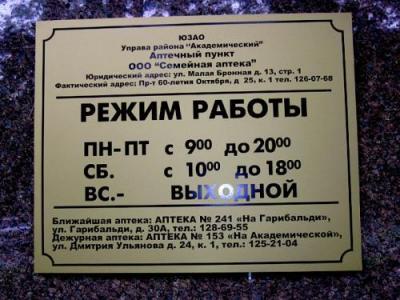 ЮЗАО
Управа района "Академический"
Аптечный пункт
ООО "Семейная аптека"
Юридический адрес: ул. Малая Бронная д. 13, стр. 1
Фактический адрес: Пр-т 60-летия Октября, д 25, к. 1 тел. 126-07-68
РЕЖИМ РАБОТЫ
ПН-ПТ с 900 до 2000
СБ. с 1000 до 1800
ВС.- ВЫХОДНОЙ
Ближайшая аптека: АПТЕКА № 241 «На Гарибальди»,
ул. Гарибальди, д. 30А, тел.: 128-69-55
Дежурная аптека: АПТЕКА № 153 «На Академической»,
ул. Дмитрия Ульянова д. 24, к. 1, тел.: 125-21-04